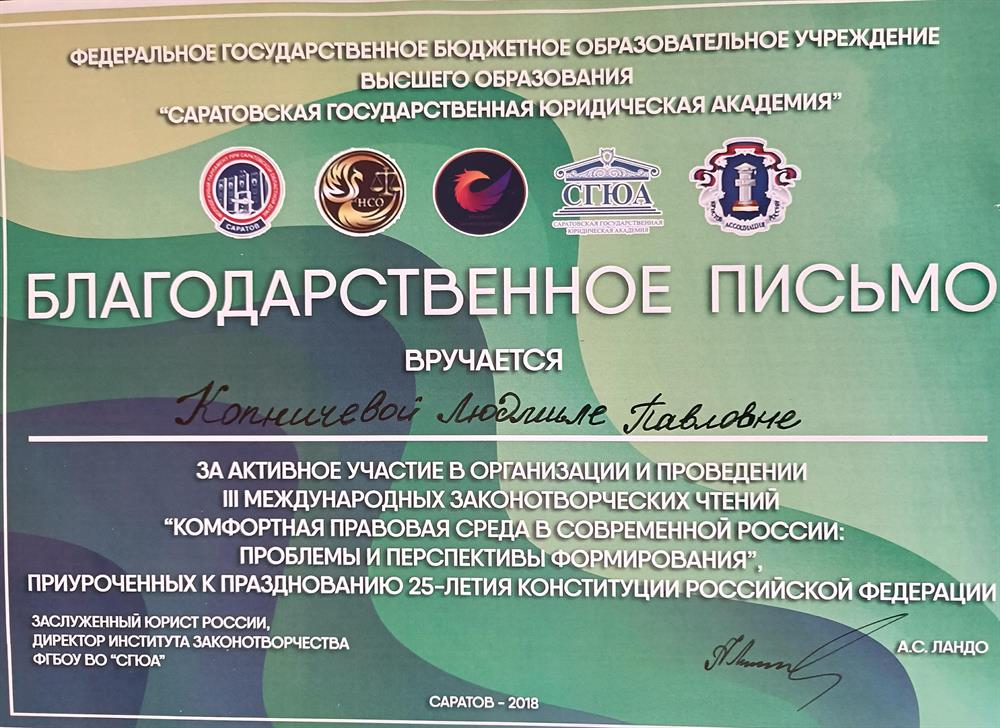 ФЕДЕРАЛЬНОЕ ГОСУДАРСТВЕННОЕ БЮДЖЕТНОЕ ОБРАЗОВАТЕЛЬНОЕ УЧРЕЖДЕНИЕ
ВЫСШЕГО ОБРАЗОВАНИЯ
"САРАТОВСКАЯ ГОСУДАРСТВЕННАЯ ЮРИДИЧЕСКАЯ АКАДЕМИЯ"
САРАТОВ
НСО
СГЮА
САРАТОВСКАЯ ГОСУДАРСТВЕННАЯ
ЮРИДИЧЕСКАЯ АКАДЕМИЯ
АССОЦИАЦИЯ ЮРИСТОВ РОССИИ
БЛАГОДАРСТВЕННОЕ ПИСЬМО
ВРУЧАЕТСЯ
Копничевой Людмиле Павловне
ЗА АКТИВНОЕ УЧАСТИЕ В ОРГАНИЗАЦИИ И ПРОВЕДЕНИИ
III МЕЖДУНАРОДНЫХ ЗАКОНОТВОРЧЕСКИХ ЧТЕНИЙ
"КОМФОРТНАЯ ПРАВОВАЯ СРЕДА В СОВРЕМЕННОЙ РОССИИ:
ПРОБЛЕМЫ И ПЕРСПЕКТИВЫ ФОРМИРОВАНИЯ",
ПРИУРОЧЕННЫХ К ПРАЗДНОВАНИЮ 25-ЛЕТИЯ КОНСТИТУЦИИ РОССИЙСКОЙ ФЕДЕРАЦИИ
ЗАСЛУЖЕННЫЙ ЮРИСТ РОССИИ,
ДИРЕКТОР ИНСТИТУТА ЗАКОНОТВОРЧЕСТВА
ФГБОУ ВО "СГЮА"
А.С. ЛАНДО
САРАТОВ - 2018